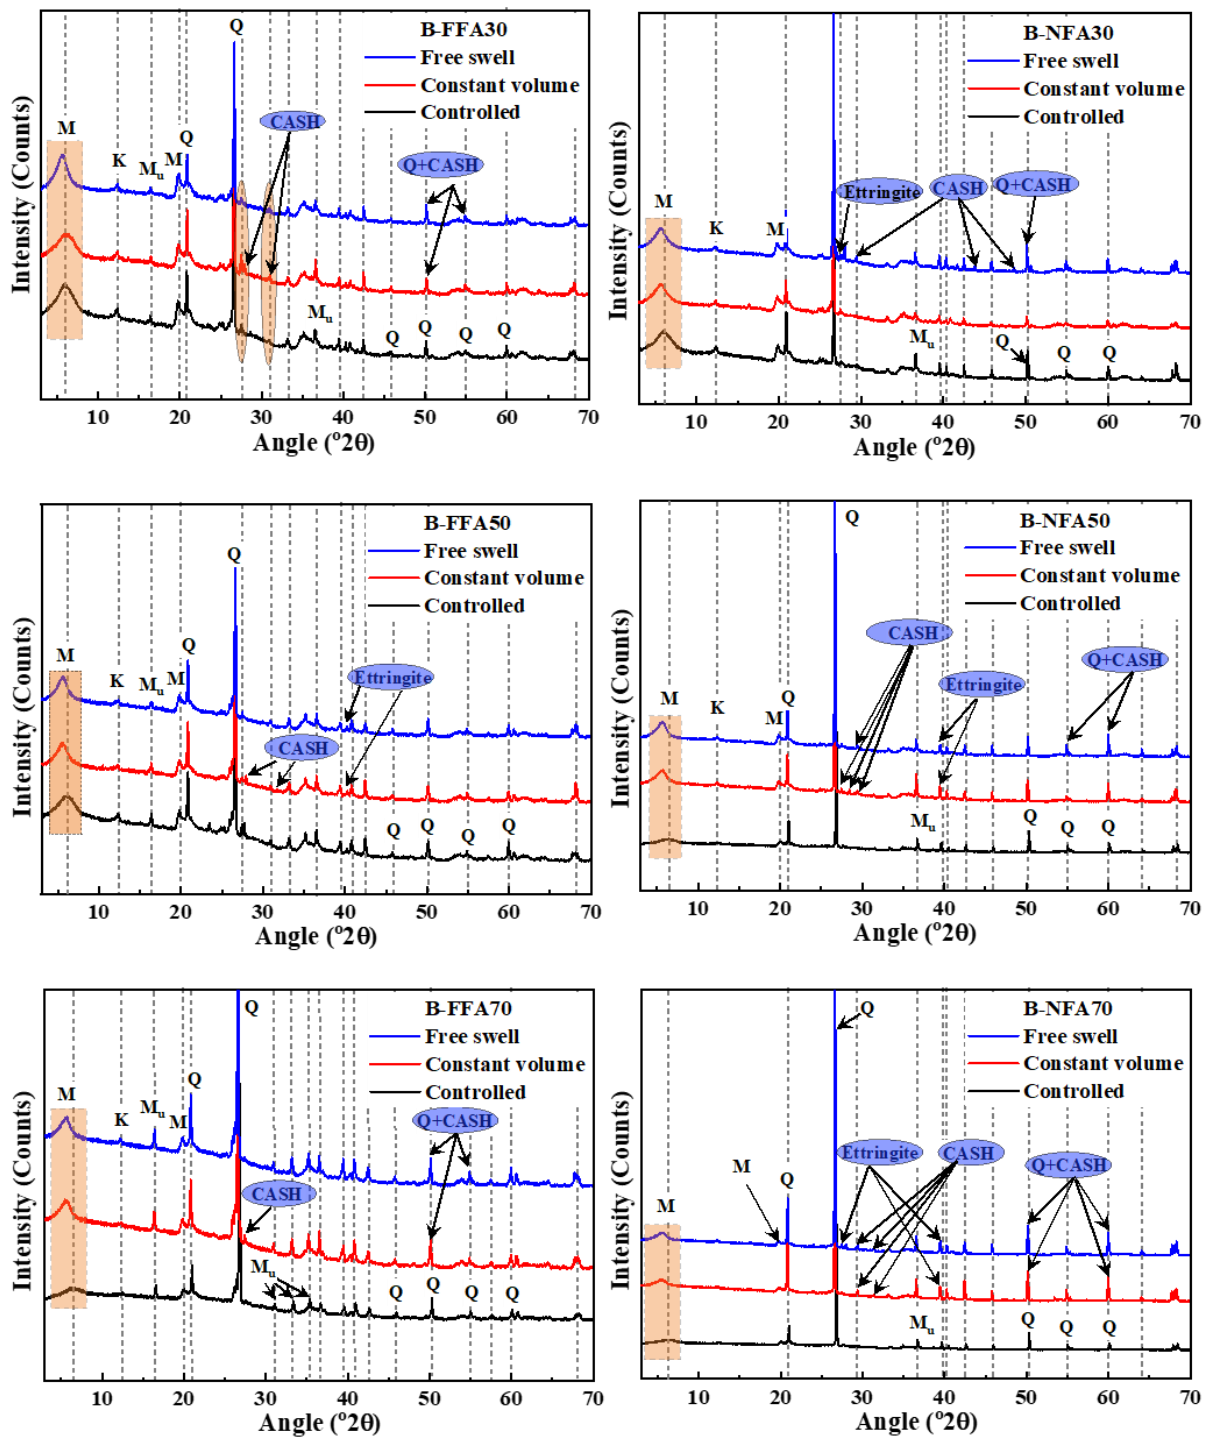 Q
B-FFA30
Free swell
Constant volume
Controlled
CASH
M
K
Mu
M
Q
Q+CASH
Mu
Q
Q
Q
Q
Intensity (Counts)
10 20 30 40 50 60 70
Angle (°2θ)
B-NFA30
Free swell
Constant volume
Controlled
Ettringite
CASH
Q+CASH
M
K
M
Q
Mu
Q
Q
Q
Intensity (Counts)
10 20 30 40 50 60 70
Angle (°2θ)
B-FFA50
Free swell
Constant volume
Controlled
Q
M
K
Mu
M
Q
Ettringite
CASH
Q
Q
Q
Q
Intensity (Counts)
10 20 30 40 50 60 70
Angle (°2θ)
Q
B-NFA50
Free swell
Constant volume
Controlled
CASH
Q+CASH
Ettringite
M
K
M
Q
Mu
Q
Q
Q
Intensity (Counts)
10 20 30 40 50 60 70
Angle (°2θ)
Q
B-FFA70
Free swell
Constant volume
Controlled
M
K
Mu
M
Q
Q+CASH
CASH
Mu
Q
Q
Q
Q
Intensity (Counts)
10 20 30 40 50 60 70
Angle (°2θ)
Q
B-NFA70
Free swell
Constant volume
Controlled
M
M
Q
Ettringite
CASH
Q+CASH
Mu
Q
Q
Q
Intensity (Counts)
10 20 30 40 50 60 70
Angle (°2θ)